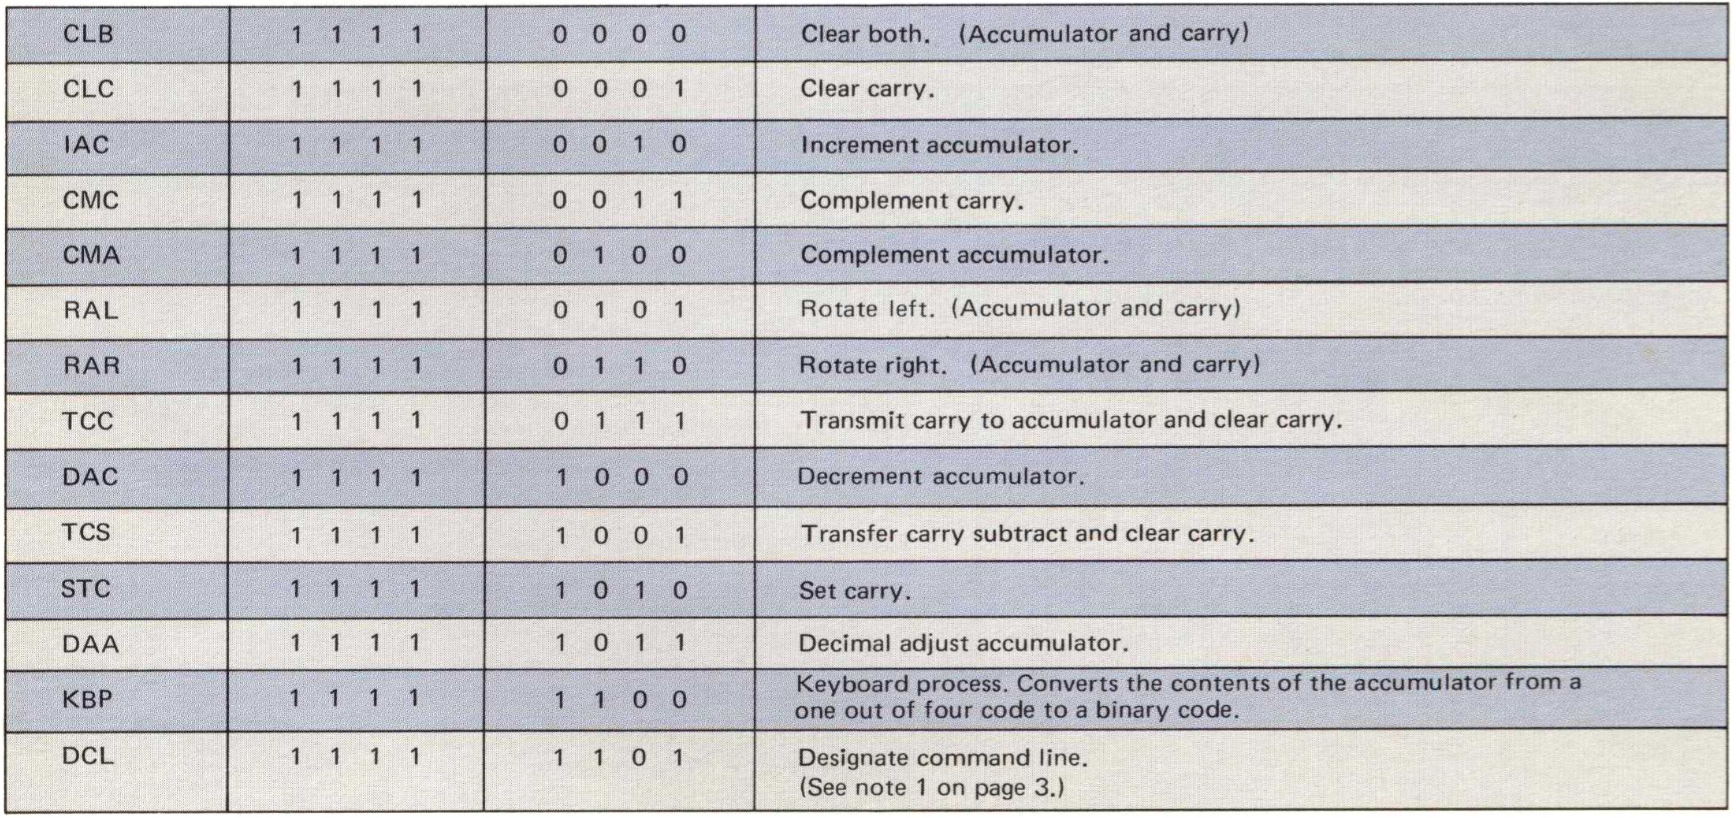 CLB 1 1 1 1 0 0 0 0 Clear both. (Accumulator and carry)
CLC 1 1 1 1 0 0 0 1 Clear carry.
IAC 1 1 1 1 0 0 1 0 Increment accumulator.
CMC 1 1 1 1 0 0 1 1 Complement carry.
CMA 1 1 1 1 0 1 0 0 Complement accumulator.
RAL 1 1 1 1 0 1 0 1 Rotate left. (Accumulator and carry)
RAR 1 1 1 1 0 1 1 0 Rotate right. (Accumulator and carry)
TCC 1 1 1 1 0 1 1 1 Transmit carry to accumulator and clear carry.
DAC 1 1 1 1 1 0 0 0 Decrement accumulator.
TCS 1 1 1 1 1 0 0 1 Transfer carry subtract and clear carry.
STC 1 1 1 1 1 0 1 0 Set carry.
DAA 1 1 1 1 1 0 1 1 Decimal adjust accumulator.
KBP 1 1 1 1 1 1 0 0 Keyboard process. Converts the contents of the accumulator from a
one out of four code to a binary code.
DCL 1 1 1 1 1 1 0 1 Designate command line.
(See note 1 on page 3.)